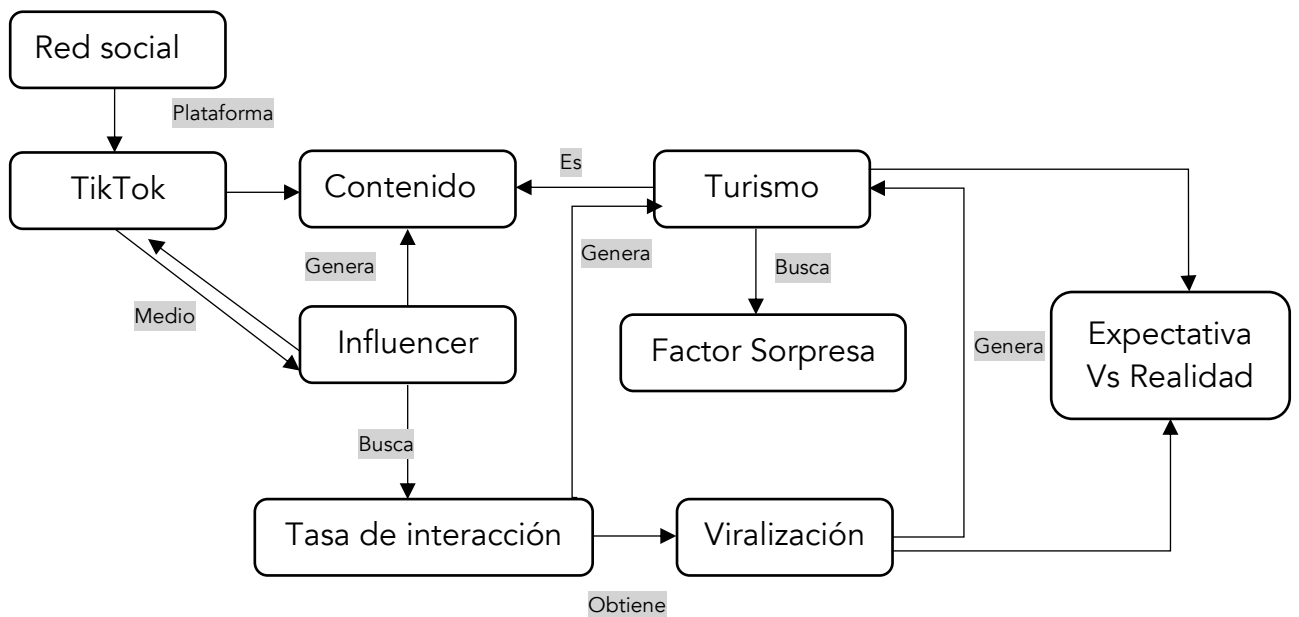 Red social
Plataforma
TikTok
Contenido
Es
Turismo
Genera
Genera
Busca
Medio
Influencer
Factor Sorpresa
Genera
Expectativa
Vs Realidad
Busca
Tasa de interacción
Viralización
Obtiene